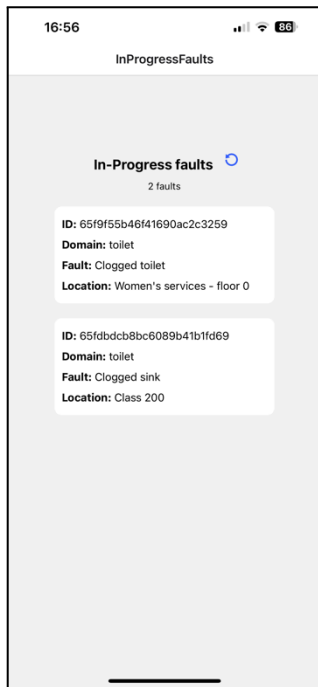 16:56
86
InProgressFaults
In-Progress faults
2 faults
ID: 65f9f55b46f41690ac2c3259
Domain: toilet
Fault: Clogged toilet
Location: Women's services - floor 0
ID: 65fdbdcb8bc6089b41b1fd69
Domain: toilet
Fault: Clogged sink
Location: Class 200